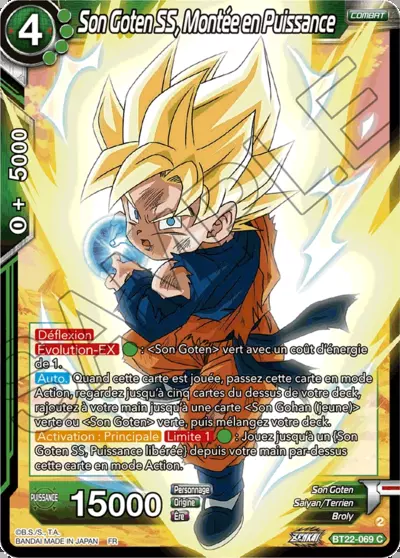 4
Son Goten SS, Montée en Puissance
COMBAT
0 + 5000
SAMPLE
Déflexion
Évolution-EX : <Son Goten> vert avec un coût d'énergie
de 1.
Auto. Quand cette carte est jouée, passez cette carte en mode
Action, regardez jusqu'à cinq cartes du dessus de votre deck,
rajoutez à votre main jusqu'à une carte <Son Gohan (jeune)>
verte ou <Son Goten> verte, puis mélangez votre deck.
Activation : Principale Limite 1 : Jouez jusqu'à un {Son
Goten SS, Puissance libérée} depuis votre main par-dessus
cette carte en mode Action.
PUISSANCE
15000
Personnage
Son Goten
Origine
Saiyan/Terrien
Ère
Broly
©B.S./S., T.A.
BANDAI MADE IN JAPAN FR
ZENKAI
2
BT22-069 C